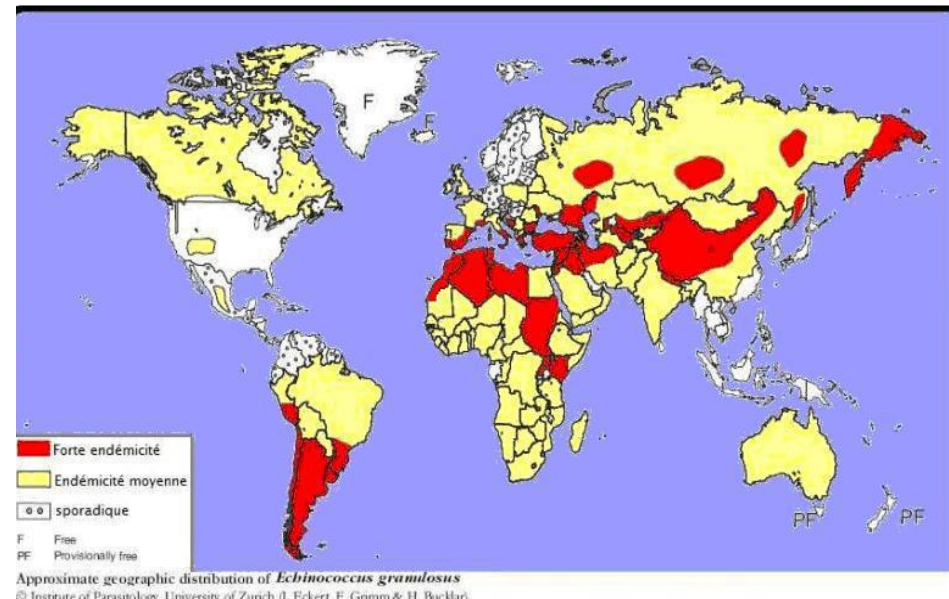 F
F
PF
PF
Forte endémicité
Endémicité moyenne
sporadique
F Free
PF Provisionally free
Approximate geographic distribution of Echinococcus granulosus
© Institute of Parasitology, University of Zurich (J. Eckert, F. Grimm & H. Bucklar)